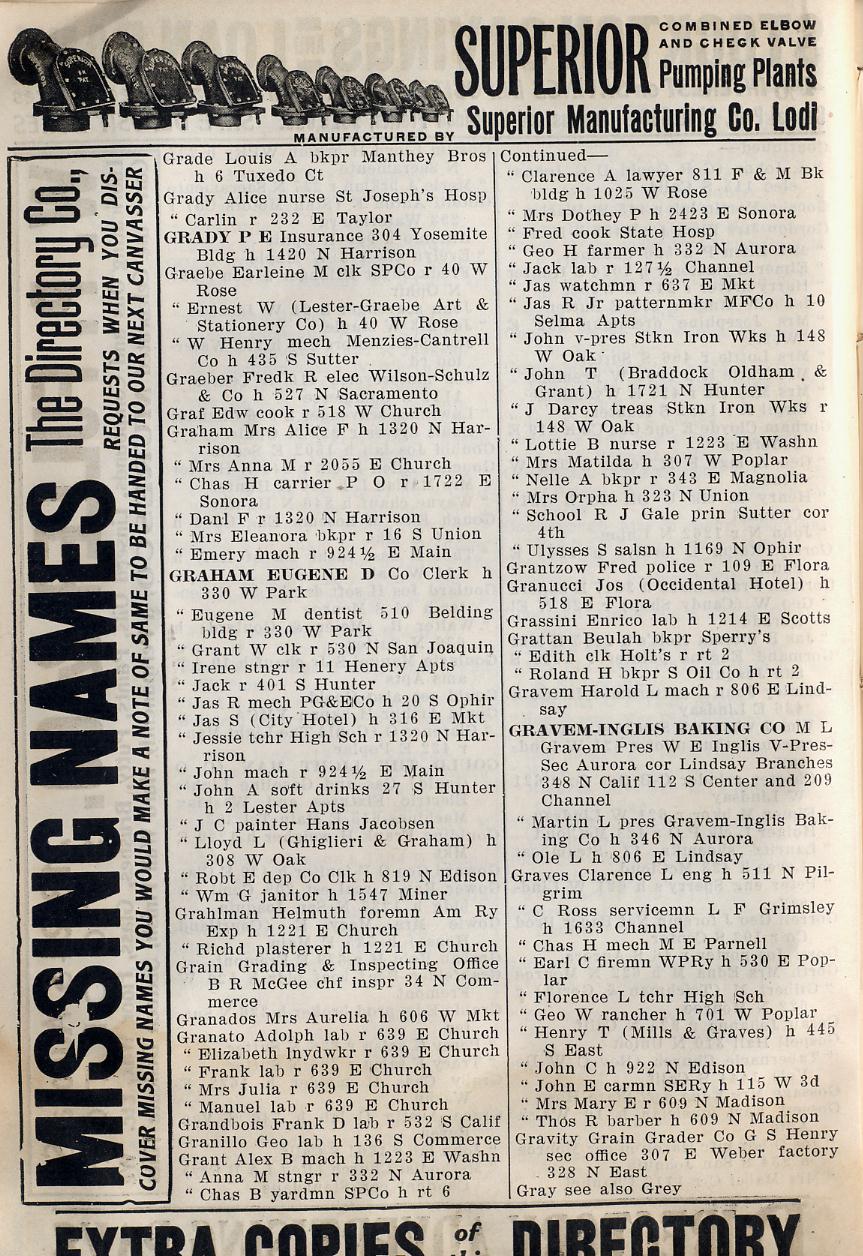 SUPERIOR
COMBINED ELBOW
AND CHECK VALVE
Pumping Plants
MANUFACTURED BY Superior Manufacturing Co. Lodi
MISSING NAMES The Directory Co.,
REQUESTS WHEN YOU DIS-
COVER MISSING NAMES YOU WOULD MAKE A NOTE OF SAME TO BE HANDED TO OUR NEXT CANVASSER
Grade Louis A bkpr Manthey Bros
h 6 Tuxedo Ct
Grady Alice nurse St Joseph's Hosp
" Carlin r 232 E Taylor
GRADY P E Insurance 304 Yosemite
Bldg h 1420 N Harrison
Graebe Earleine M clk SPCo r 40 W
Rose
" Ernest W (Lester-Graebe Art &
Stationery Co) h 40 W Rose
" W Henry mech Menzies-Cantrell
Co h 435 S Sutter
Graeber Fredk R elec Wilson-Schulz
& Co h 527 N Sacramento
Graf Edw cook r 518 W Church
Graham Mrs Alice F h 1320 N Har-
rison
" Mrs Anna M r 2055 E Church
" Chas H carrier P O r 1722 E
Sonora
" Danl F r 1320 N Harrison
" Mrs Eleanora bkpr r 16 S Union
" Emery mach r 924½ E Main
GRAHAM EUGENE D Co Clerk h
330 W Park
" Eugene M dentist 510 Belding
bldg r 330 W Park
" Grant W clk r 530 N San Joaquin
" Irene stngr r 11 Henery Apts
" Jack r 401 S Hunter
" Jas R mech PG&ECo h 20 S Ophir
" Jas S (City Hotel) h 316 E Mkt
" Jessie tchr High Sch r 1320 N Har-
rison
" John mach r 924½ E Main
" John A soft drinks 27 S Hunter
h 2 Lester Apts
" J C painter Hans Jacobsen
" Lloyd L (Ghiglieri & Graham) h
308 W Oak
" Robt E dep Co Clk h 819 N Edison
" Wm G janitor h 1547 Miner
Grahlman Helmuth foremn Am Ry
Exp h 1221 E Church
" Richd plasterer h 1221 E Church
Grain Grading & Inspecting Office
B R McGee chf inspr 34 N Com-
merce
Granados Mrs Aurelia h 606 W Mkt
Granato Adolph lab r 639 E Church
" Elizabeth lnydwkr r 639 E Church
" Frank lab r 639 E Church
" Mrs Julia r 639 E Church
" Manuel lab r 639 E Church
Grandbois Frank D lab r 532 S Calif
Granillo Geo lab h 136 S Commerce
Grant Alex B mach h 1223 E Washn
" Anna M stngr r 332 N Aurora
" Chas B yardmn SPCo h rt 6
Continued—
" Clarence A lawyer 811 F & M Bk
bldg h 1025 W Rose
" Mrs Dothey P h 2423 E Sonora
" Fred cook State Hosp
" Geo H farmer h 332 N Aurora
" Jack lab r 127½ Channel
" Jas watchmn r 637 E Mkt
" Jas R Jr patternmkr MFCo h 10
Selma Apts
" John v-pres Stkn Iron Wks h 148
W Oak
" John T (Braddock Oldham &
Grant) h 1721 N Hunter
" J Darcy treas Stkn Iron Wks r
148 W Oak
" Lottie B nurse r 1223 E Washn
" Mrs Matilda h 307 W Poplar
" Nelle A bkpr r 343 E Magnolia
" Mrs Orpha h 323 N Union
" School R J Gale prin Sutter cor
4th
" Ulysses S salsn h 1169 N Ophir
Grantzow Fred police r 109 E Flora
Granucci Jos (Occidental Hotel) h
518 E Flora
Grassini Enrico lab h 1214 E Scotts
Grattan Beulah bkpr Sperry's
" Edith clk Holt's r rt 2
" Roland H bkpr S Oil Co h rt 2
Gravem Harold L mach r 806 E Lind-
say
GRAVEM-INGLIS BAKING CO M L
Gravem Pres W E Inglis V-Pres-
Sec Aurora cor Lindsay Branches
348 N Calif 112 S Center and 209
Channel
" Martin L pres Gravem-Inglis Bak-
ing Co h 346 N Aurora
" Ole L h 806 E Lindsay
Graves Clarence L eng h 511 N Pil-
grim
" C Ross servicemn L F Grimsley
h 1633 Channel
" Chas H mech M E Parnell
" Earl C firemn WPRy h 530 E Pop-
lar
" Florence L tchr High Sch
" Geo W rancher h 701 W Poplar
" Henry T (Mills & Graves) h 445
S East
" John C h 922 N Edison
" John E carmn SERy h 115 W 3d
" Mrs Mary E r 609 N Madison
" Thos R barber h 609 N Madison
Gravity Grain Grader Co G S Henry
sec office 307 E Weber factory
328 N East
Gray see also Grey
EXTRA COPIES of DIRECTORY